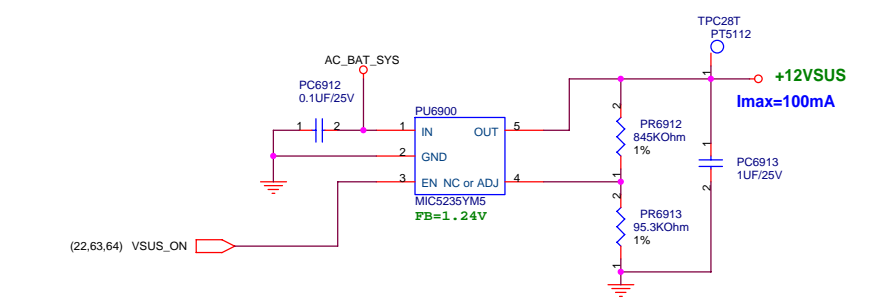 TPC28T
PT5112
AC_BAT_SYS
1
+12VSUS
PC6912
0.1UF/25V
Imax=100mA
PU6900
2
1 2
1 IN OUT 5
PR6912
845KOhm
1%
1
2 GND
PC6913
1UF/25V
1
3 EN NC or ADJ 4
2
MIC5235YM5
2
FB=1.24V
PR6913
95.3KOhm
1%
(22,63,64) VSUS_ON
1